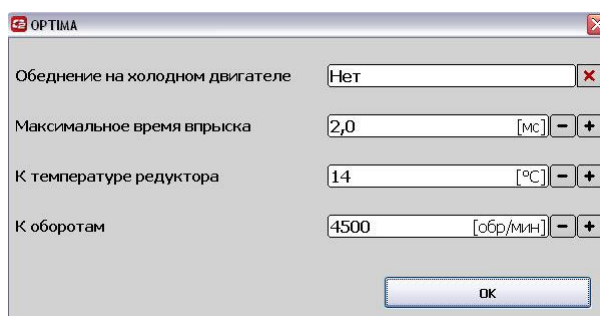 OPTIMA
Обеднение на холодном двигателе Нет
Максимальное время впрыска 2,0 [мс] - +
К температуре редуктора 14 [°C] - +
К оборотам 4500 [обр/мин] - +
OK